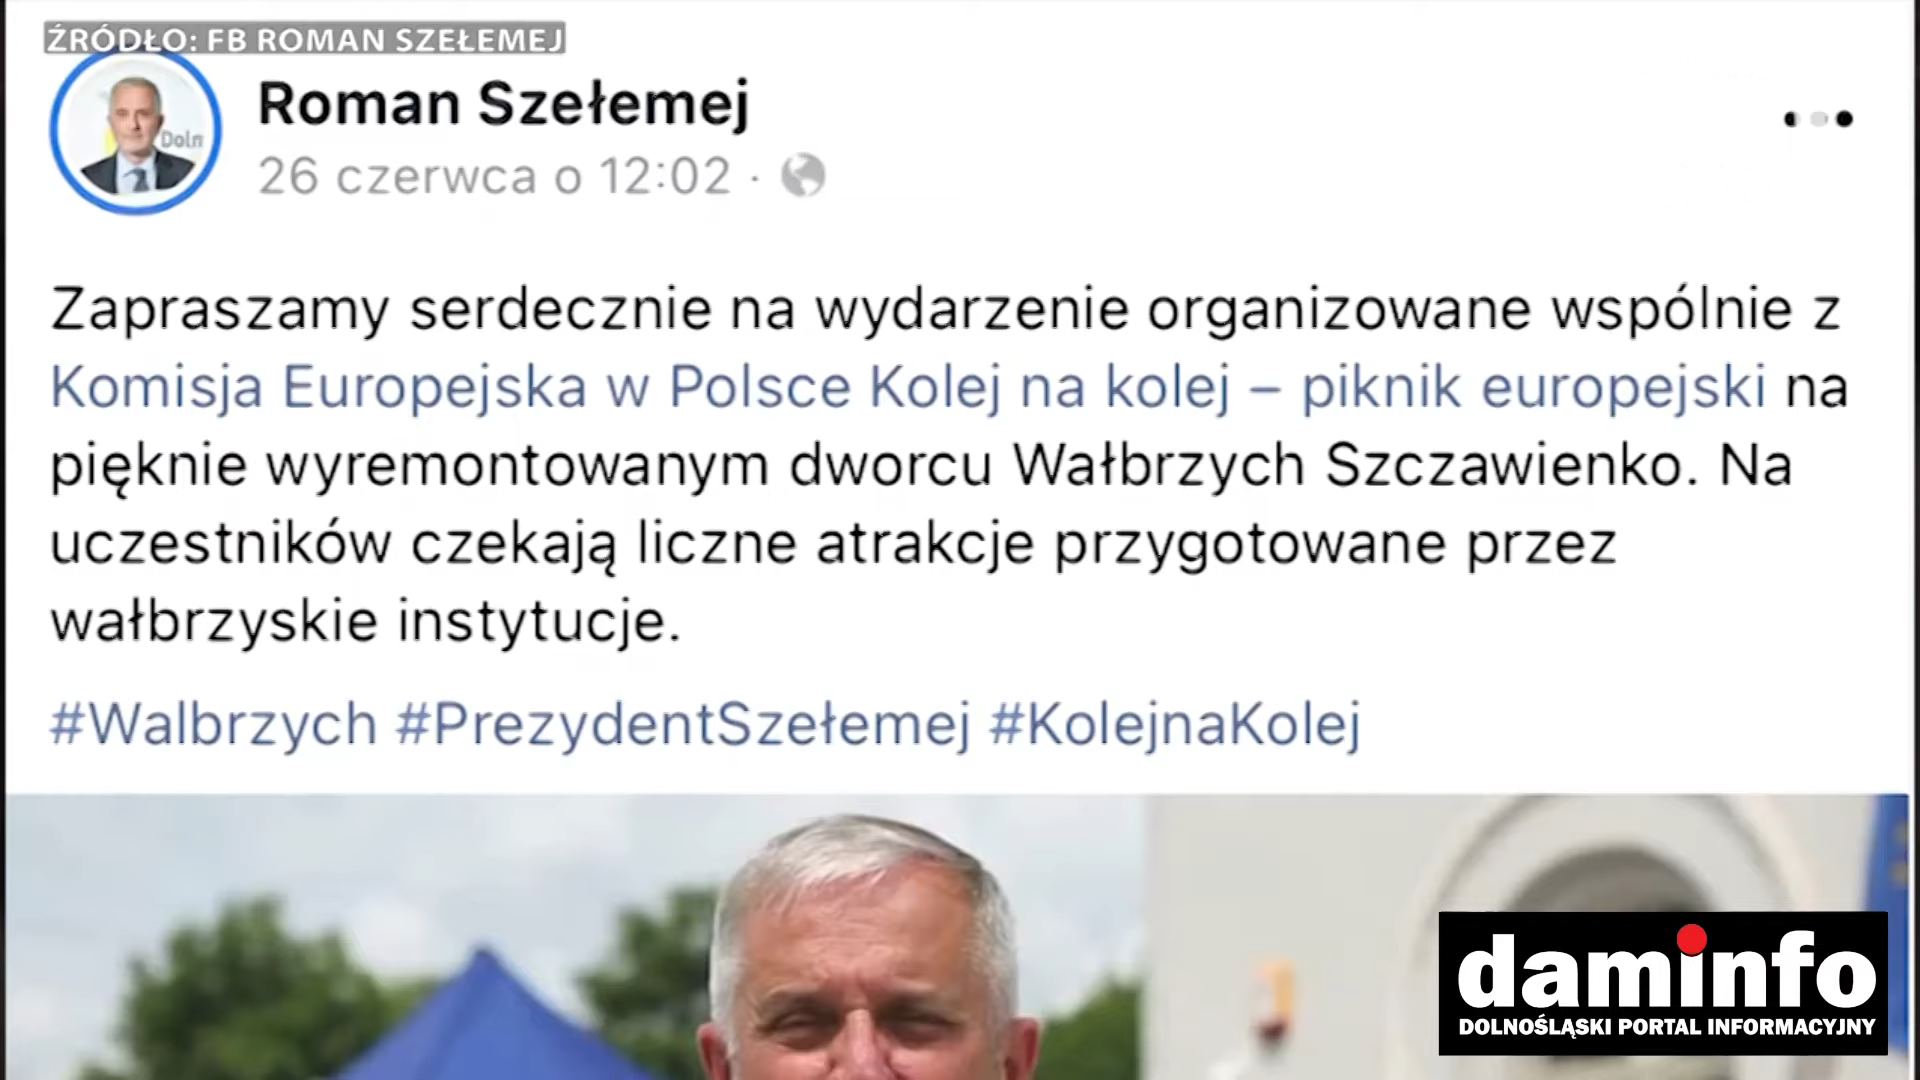 ŹRÓDŁO: FB ROMAN SZEŁEMEJ
Doln
Roman Szełemej
26 czerwca o 12:02 ·
Zapraszamy serdecznie na wydarzenie organizowane wspólnie z
Komisja Europejska w Polsce Kolej na kolej – piknik europejski na
pięknie wyremontowanym dworcu Wałbrzych Szczawienko. Na
uczestników czekają liczne atrakcje przygotowane przez
wałbrzyskie instytucje.
#Walbrzych #PrezydentSzełemej #KolejnaKolej
daminfo
DOLNOŚLĄSKI PORTAL INFORMACYJNY